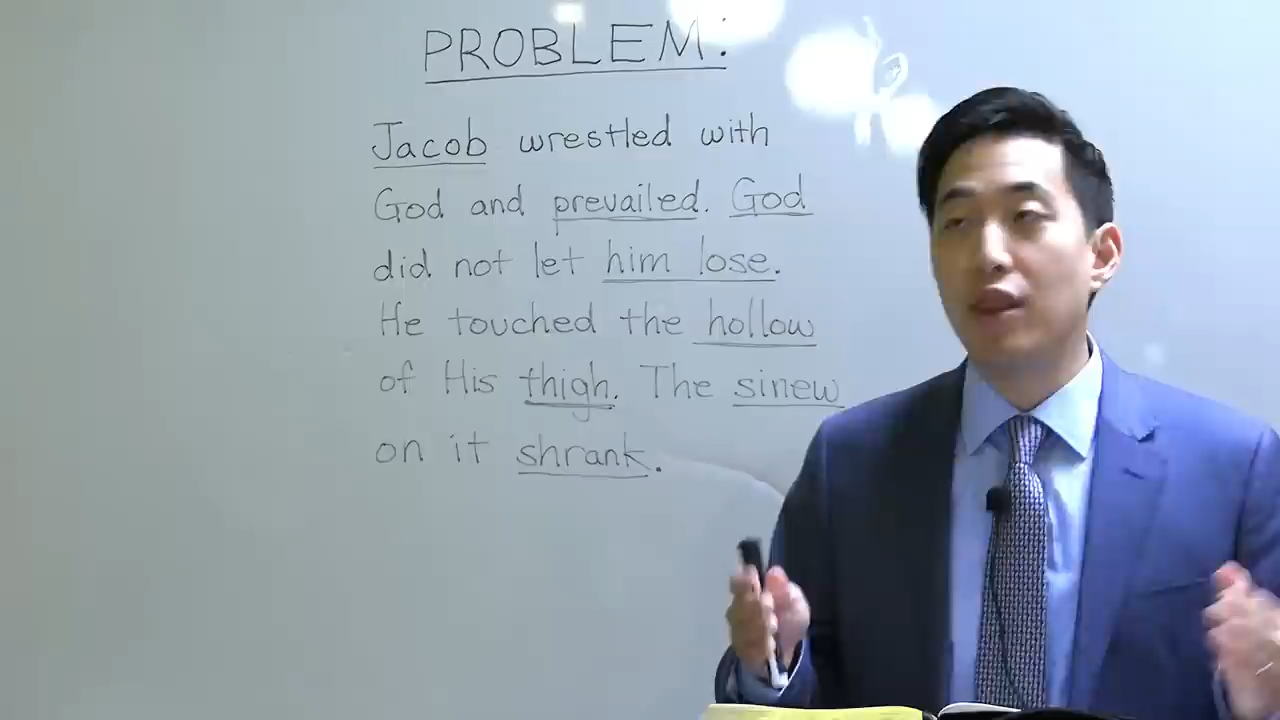 PROBLEM:
Jacob wrestled with
God and prevailed. God
did not let him lose.
He touched the hollow
of His thigh. The sinew
on it shrank.